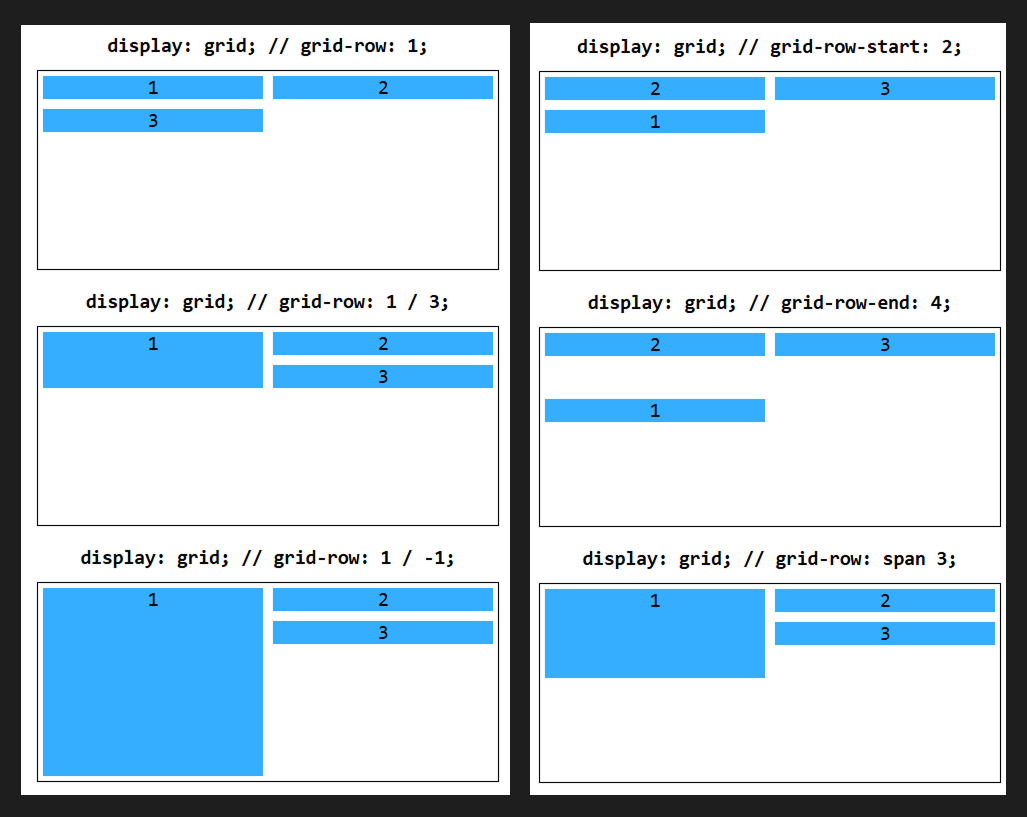 display: grid; // grid-row: 1;
1 2
3
display: grid; // grid-row: 1 / 3;
1 2
3
display: grid; // grid-row: 1 / -1;
1 2
3
display: grid; // grid-row-start: 2;
2 3
1
display: grid; // grid-row-end: 4;
2 3
1
display: grid; // grid-row: span 3;
1 2
3